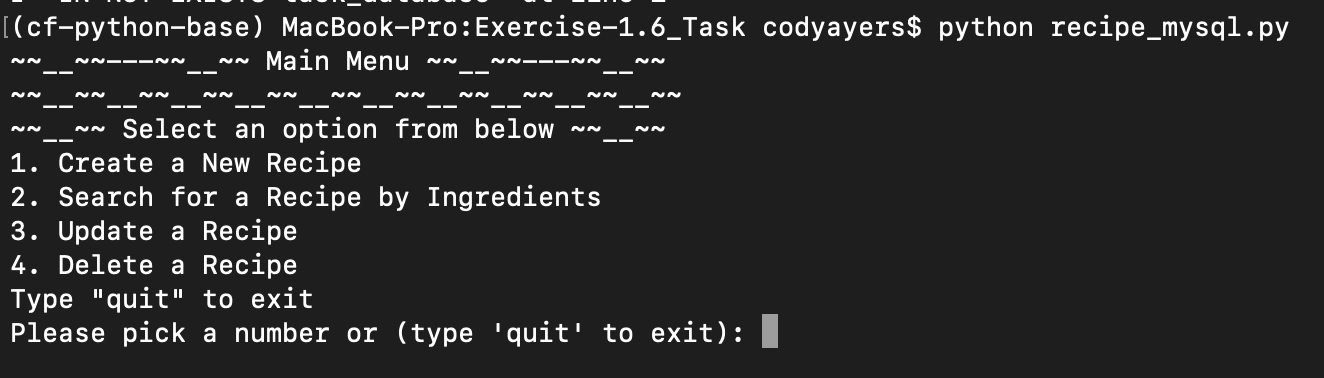 [(cf-python-base) MacBook-Pro:Exercise-1.6_Task codyayers$ python recipe_mysql.py
~~__~~---~~__~~ Main Menu ~~__~~---~~__~~
~~__~~__~~__~~__~~__~~__~~__~~__~~__~~__~~
~~__~~ Select an option from below ~~__~~
1. Create a New Recipe
2. Search for a Recipe by Ingredients
3. Update a Recipe
4. Delete a Recipe
Type "quit" to exit
Please pick a number or (type 'quit' to exit):